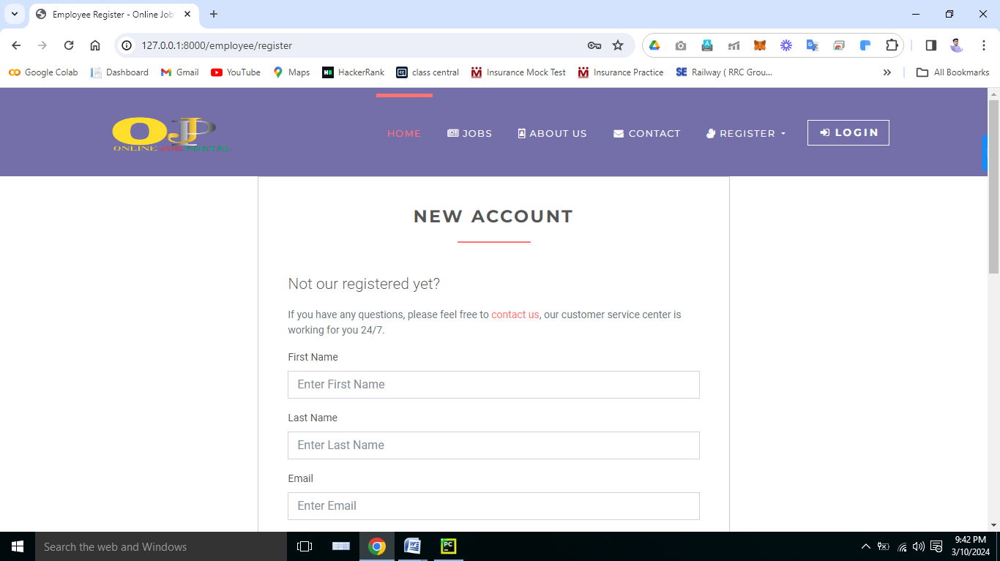 Employee Register - Online Job
127.0.0.1:8000/employee/register
Google Colab Dashboard Gmail YouTube Maps HackerRank class central Insurance Mock Test Insurance Practice Railway ( RRC Grou... All Bookmarks
OJP
ONLINE JOB PORTAL
HOME JOBS ABOUT US CONTACT REGISTER LOGIN
NEW ACCOUNT
Not our registered yet?
If you have any questions, please feel free to contact us, our customer service center is
working for you 24/7.
First Name
Enter First Name
Last Name
Enter Last Name
Email
Enter Email
Search the web and Windows
9:42 PM
3/10/2024